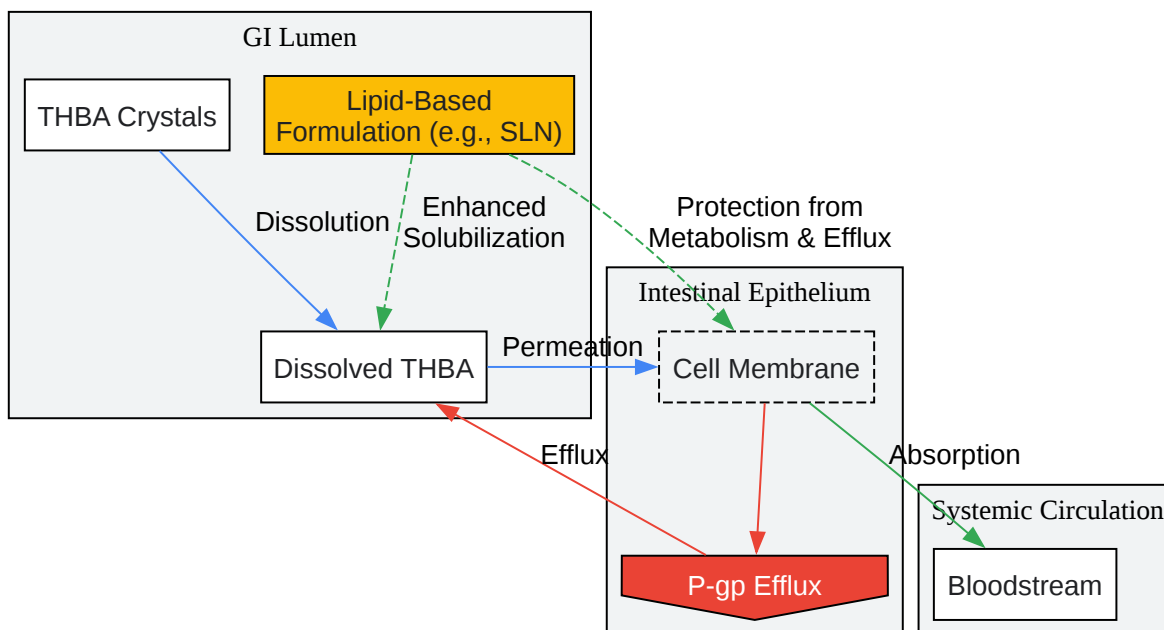 GI Lumen
THBA Crystals
Lipid-Based
Formulation (e.g., SLN)
Dissolution
Enhanced
Solubilization
Protection from
Metabolism & Efflux
Intestinal Epithelium
Dissolved THBA
Permeation
Cell Membrane
Efflux
Absorption
Systemic Circulation
P-gp Efflux
Bloodstream